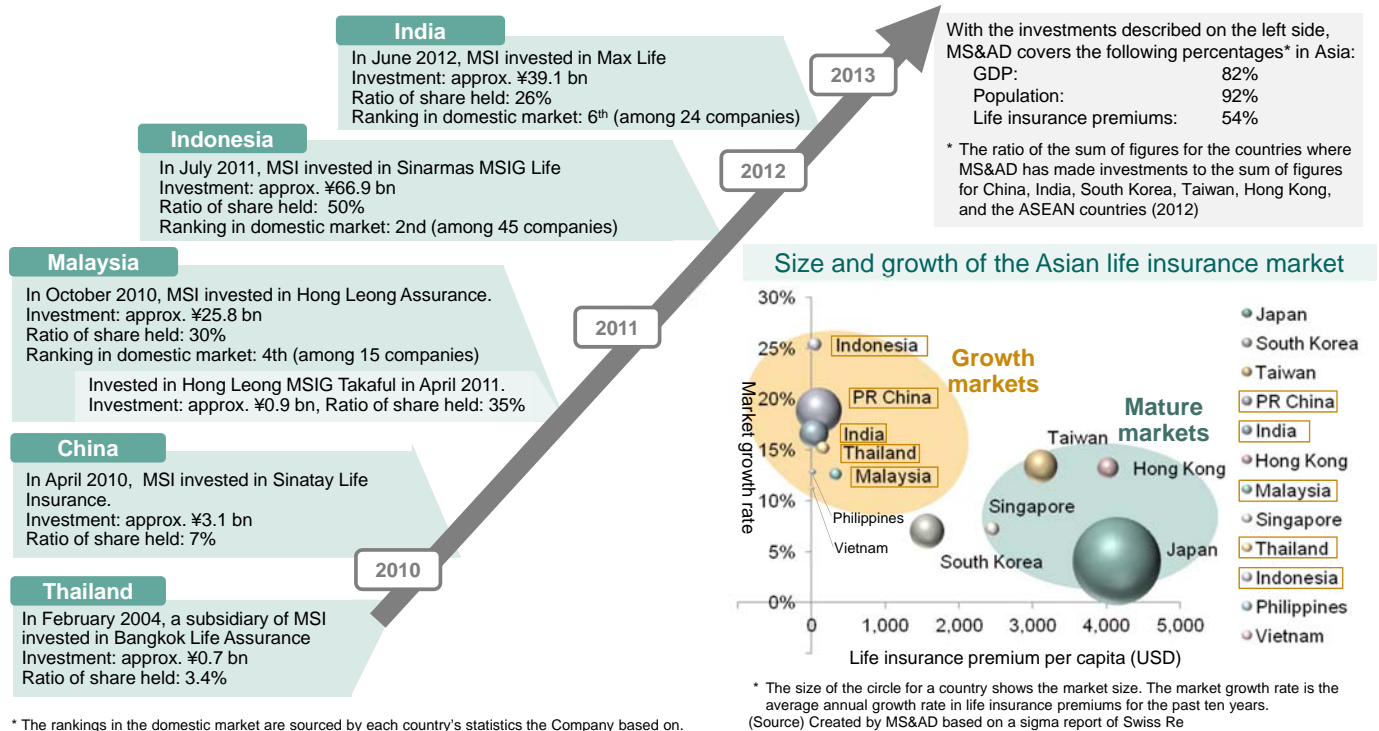 India
In June 2012, MSI invested in Max Life
Investment: approx. ¥39.1 bn
Ratio of share held: 26%
Ranking in domestic market: 6th (among 24 companies)
Indonesia
In July 2011, MSI invested in Sinarmas MSIG Life
Investment: approx. ¥66.9 bn
Ratio of share held: 50%
Ranking in domestic market: 2nd (among 45 companies)
Malaysia
In October 2010, MSI invested in Hong Leong Assurance.
Investment: approx. ¥25.8 bn
Ratio of share held: 30%
Ranking in domestic market: 4th (among 15 companies)
Invested in Hong Leong MSIG Takaful in April 2011.
Investment: approx. ¥0.9 bn, Ratio of share held: 35%
China
In April 2010, MSI invested in Sinatay Life
Insurance.
Investment: approx. ¥3.1 bn
Ratio of share held: 7%
Thailand
In February 2004, a subsidiary of MSI
invested in Bangkok Life Assurance
Investment: approx. ¥0.7 bn
Ratio of share held: 3.4%
2013
2012
2011
2010
* The rankings in the domestic market are sourced by each country's statistics the Company based on.
With the investments described on the left side,
MS&AD covers the following percentages* in Asia:
GDP: 82%
Population: 92%
Life insurance premiums: 54%
* The ratio of the sum of figures for the countries where
MS&AD has made investments to the sum of figures
for China, India, South Korea, Taiwan, Hong Kong,
and the ASEAN countries (2012)
Size and growth of the Asian life insurance market
30%
25%
20%
15%
10%
5%
0%
Market growth rate
Indonesia
PR China
India
Thailand
Malaysia
Philippines
Vietnam
Growth
markets
Mature
markets
Taiwan
Hong Kong
Singapore
South Korea
Japan
0
1,000
2,000
3,000
4,000
5,000
Life insurance premium per capita (USD)
Japan
South Korea
Taiwan
PR China
India
Hong Kong
Malaysia
Singapore
Thailand
Indonesia
Philippines
Vietnam
* The size of the circle for a country shows the market size. The market growth rate is the
average annual growth rate in life insurance premiums for the past ten years.
(Source) Created by MS&AD based on a sigma report of Swiss Re